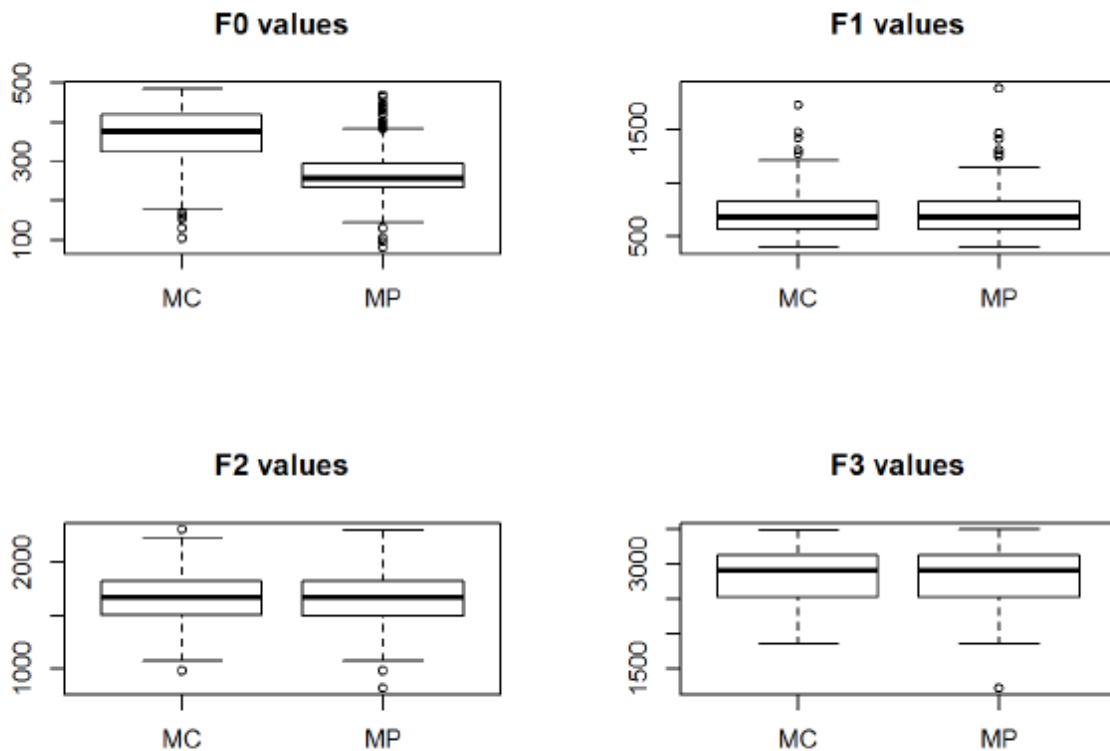 F0 values
500
300
100
MC MP
F1 values
1500
500
MC MP
F2 values
2000
1000
MC MP
F3 values
3000
1500
MC MP